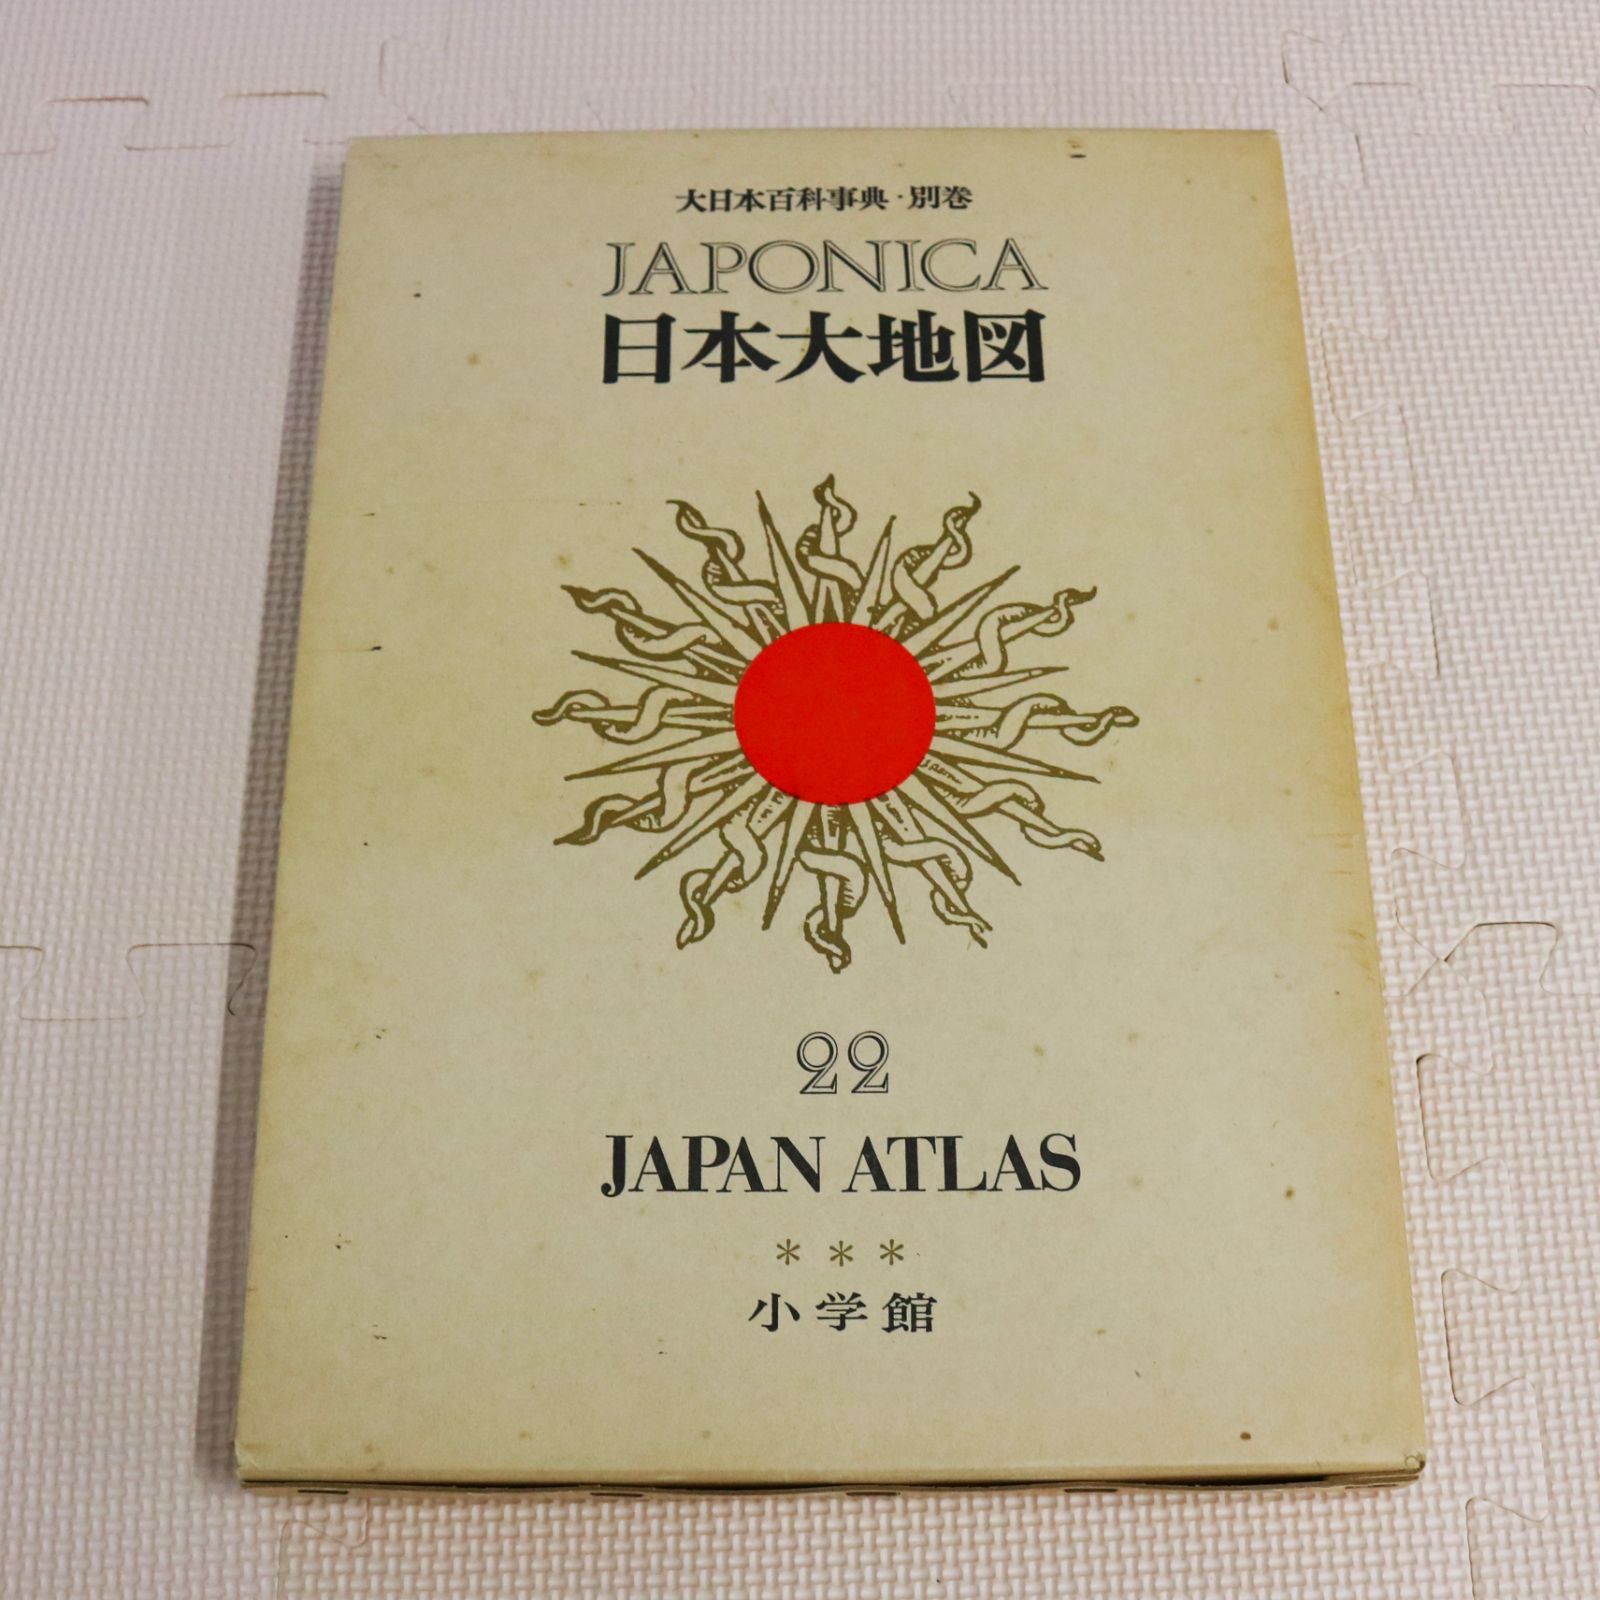 大日本百科事典・別巻
JAPONICA
日本大地図
22
JAPAN ATLAS
***
小学館